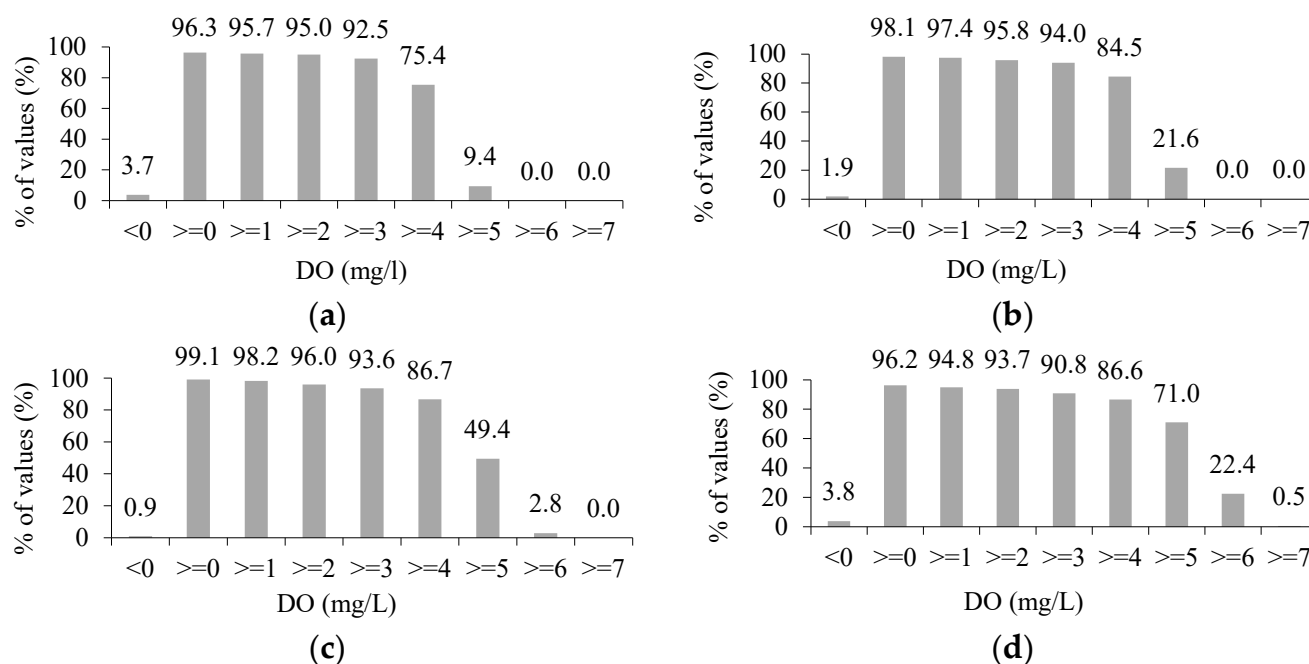 96.3 95.7 95.0 92.5
75.4
3.7
9.4
0.0 0.0
100
80
60
40
20
0
% of values (%)
<0 >=0 >=1 >=2 >=3 >=4 >=5 >=6 >=7
DO (mg/l)
(a)
98.1 97.4 95.8 94.0
84.5
1.9
21.6
0.0 0.0
100
80
60
40
20
0
% of values (%)
<0 >=0 >=1 >=2 >=3 >=4 >=5 >=6 >=7
DO (mg/L)
(b)
99.1 98.2 96.0 93.6
86.7
0.9
49.4
2.8
0.0
100
80
60
40
20
0
% of values (%)
<0 >=0 >=1 >=2 >=3 >=4 >=5 >=6 >=7
DO (mg/L)
(c)
96.2 94.8 93.7 90.8 86.6
71.0
3.8
22.4
0.5
100
80
60
40
20
0
% of values (%)
<0 >=0 >=1 >=2 >=3 >=4 >=5 >=6 >=7
DO (mg/L)
(d)